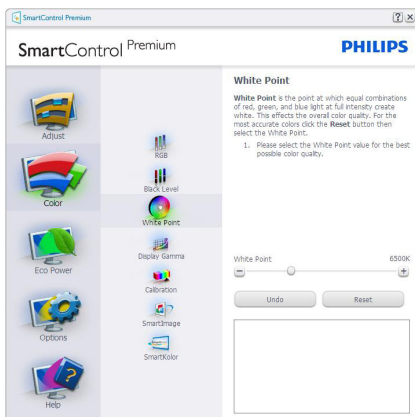 SmartControl Premium
? x
SmartControl Premium
PHILIPS
Adjust
Color
Eco Power
Options
Help
RGB
Black Level
White Point
Display Gamma
Calibration
SmartImage
SmartKolor
White Point
White Point is the point at which equal combinations
of red, green, and blue light at full intensity create
white. This effects the overall color quality. For the
most accurate colors click the Reset button then
select the White Point.
1. Please select the White Point value for the best
possible color quality.
White Point 6500K
Undo Reset